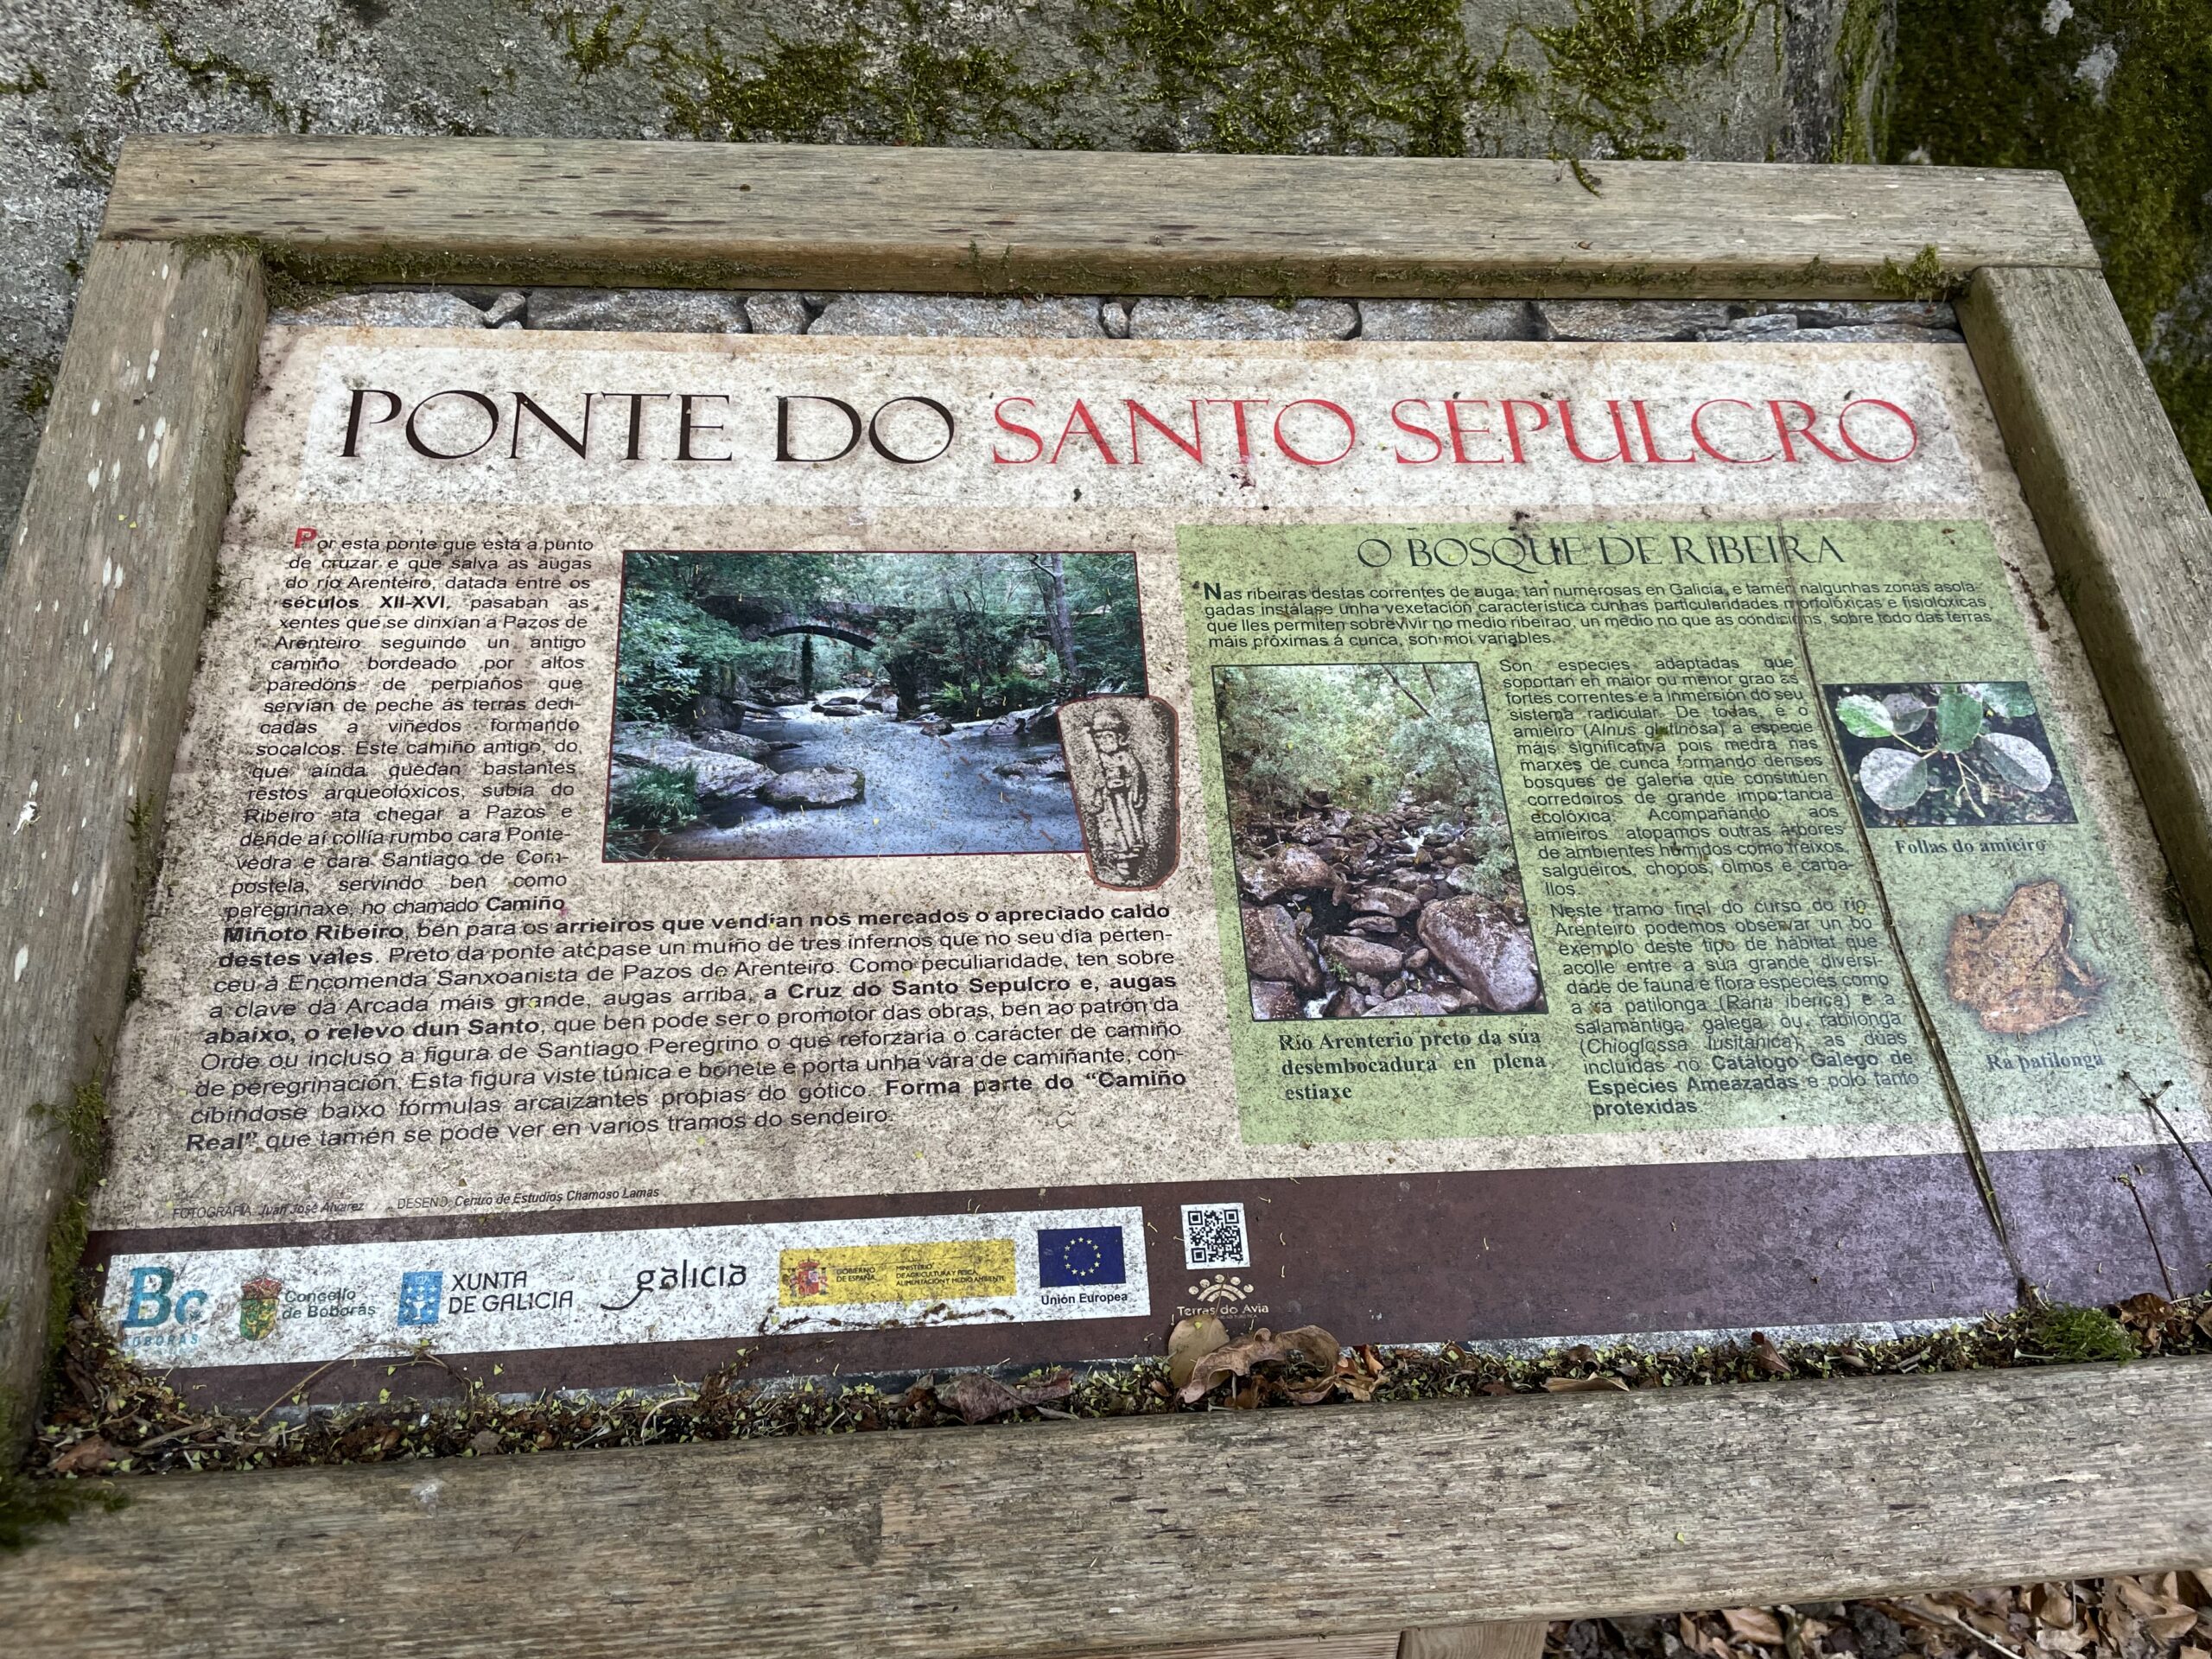 PONTE DO SANTO SEPULCRO
Por esta ponte que está a punto
de cruzar e que salva as augas
do río Arenteiro, datada entre os
séculos XII-XVI, pasaban as
xentes que se dirixían a Pazos de
Arenteiro seguindo un antigo
camiño bordeado por altos
paredóns de perpiaños que
servían de peche ás terras dedi-
cadas a viñedos formando
socalcos. Este camiño antigo, do
que ainda quedan bastantes
restos arqueolóxicos, subía do
Ribeiro ata chegar a Pazos e
dende aí collía rumbo cara Ponte-
vedra e cara Santiago de Com-
postela, servindo ben como
peregrinaxe, no chamado Camiño
Miñoto Ribeiro, ben para os arrieiros que vendían nos mercados o apreciado caldo
destes vales. Preto da ponte atópase un muíño de tres infernos que no seu día perten-
ceu á Encomenda Sanxoanista de Pazos de Arenteiro. Como peculiaridade, ten sobre
a clave da Arcada máis grande, augas arriba, a Cruz do Santo Sepulcro e, augas
abaixo, o relevo dun Santo, que ben pode ser o promotor das obras, ben ao patrón da
Orde ou incluso a figura de Santiago Peregrino o que reforzaría o carácter de camiño
de peregrinación. Esta figura viste túnica e bonete e porta unha vara de camiñante, con-
cibíndose baixo fórmulas arcaizantes propias do gótico. Forma parte do “Camiño
Real” que tamén se pode ver en varios tramos do sendeiro.
FOTOGRAFÍA: Juan José Álvarez / DESEÑO: Centro de Estudios Chamoso Lamas
O BOSQUE DE RIBEIRA
Nas ribeiras destas correntes de auga, tan numerosas en Galicia, e tamén nalgunhas zonas asola-
gadas instálase unha vexetación característica cunhas particularidades morfolóxicas e fisiolóxicas
que lles permiten sobrevivir no medio ribeirao, un medio no que as condicións, sobre todo das terras
máis próximas á cunca, son moi variables.
Son especies adaptadas que
soportan en maior ou menor grao as
fortes correntes e a inmersión do seu
sistema radicular. De todas, é o
amieiro (Alnus glutinosa) a especie
máis significativa pois medra nas
marxes de cunca formando densos
bosques de galería que constitúen
corredoiros de grande importancia
ecolóxica. Acompañando aos
amieiros atopamos outras árbores
de ambientes húmidos como freixos,
salgueiros, chopos, olmos e carba-
llos.
Neste tramo final do curso do río
Arenteiro podemos observar un bo
exemplo deste tipo de hábitat que
acolle entre a súa grande diversi-
dade de fauna e flora especies como
a ra patilonga (Rana iberica) e a
salamántiga galega ou rabilonga
(Chioglossa lusitanica), as dúas
incluídas no Catálogo Galego de
Especies Ameazadas e polo tanto
protexidas
Río Arenterio preto da súa
desembocadura en plena
estiaxe
Follas do amieiro
Ra patilonga
Bo
BOBORÁS
Concello
de Boborás
XUNTA
DE GALICIA
galicia
GOBIERNO
DE ESPAÑA
MINISTERIO
DE AGRICULTURA Y PESCA,
ALIMENTACIÓN Y MEDIO AMBIENTE
Unión Europea
Terras do Avia